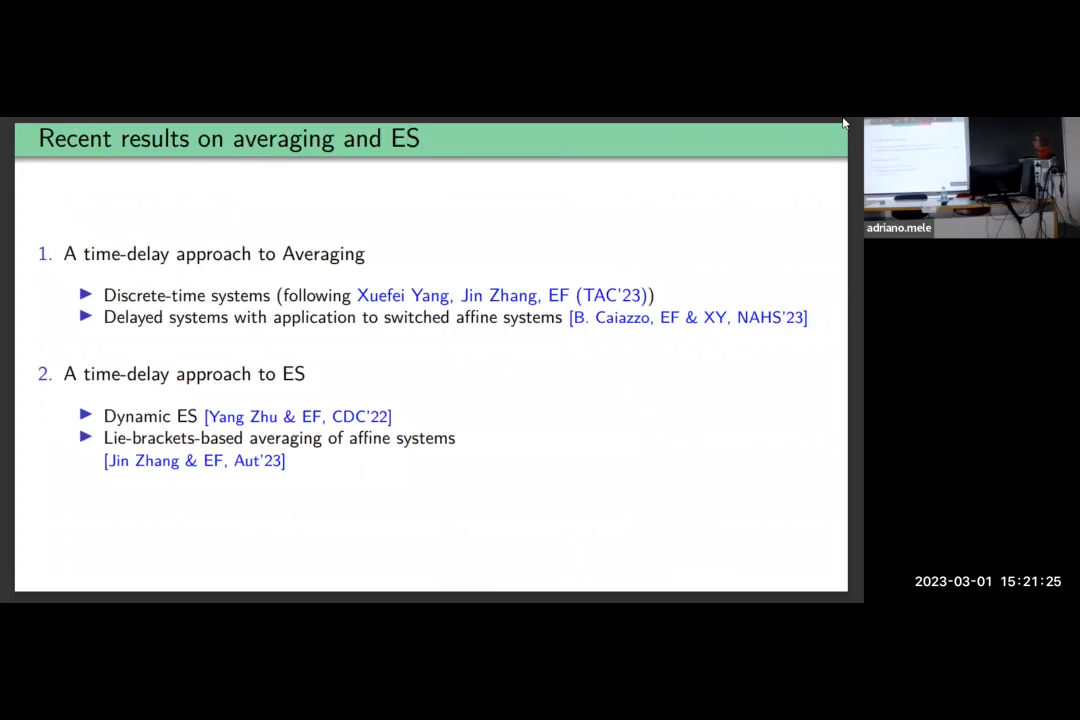 Recent results on averaging and ES
1. A time-delay approach to Averaging
▶ Discrete-time systems (following Xuefei Yang, Jin Zhang, EF (TAC'23))
▶ Delayed systems with application to switched affine systems [B. Caiazzo, EF & XY, NAHS'23]
2. A time-delay approach to ES
▶ Dynamic ES [Yang Zhu & EF, CDC'22]
▶ Lie-brackets-based averaging of affine systems
[Jin Zhang & EF, Aut'23]
adriano.mele
2023-03-01 15:21:25